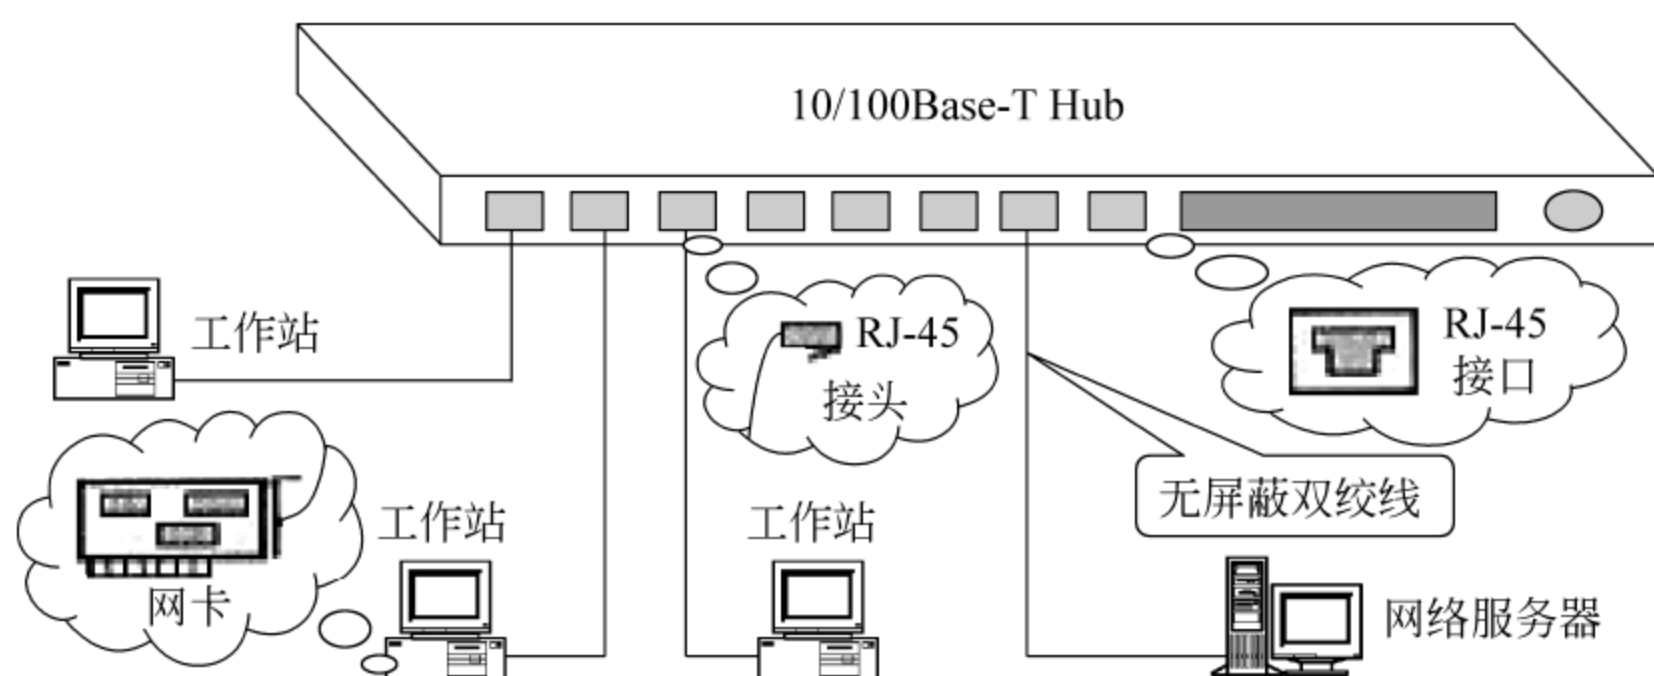 10/100Base-T Hub
工作站
RJ-45
接头
RJ-45
接口
无屏蔽双绞线
网卡
工作站
工作站
网络服务器